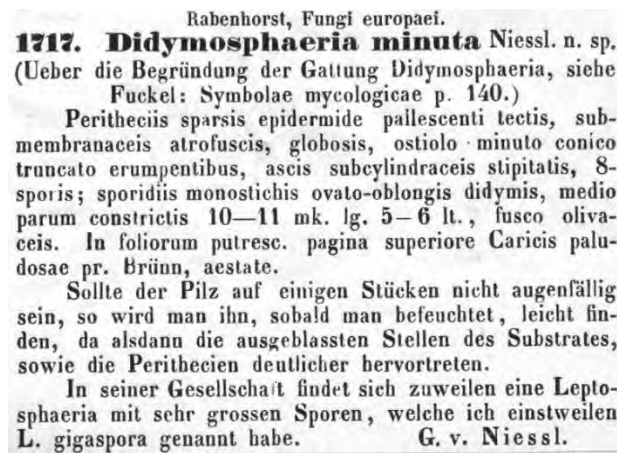 Rabenhorst, Fungi europaei.
1717. Didymosphaeria minuta Niessl. n. sp.
(Ueber die Begründung der Gattung Didymosphaeria, siehe
Fuckel: Symbolae mycologicae p. 140.)
Peritheciis sparsis epidermide pallescenti tectis, sub-
membranaceis atrofuscis, globosis, ostiolo minuto conico
truncato erumpentibus, ascis subcylindraceis stipitatis, 8-
sporis; sporidiis monostichis ovato-oblongis didymis, medio
parum constrictis 10—11 mk. lg. 5—6 lt., fusco oliva-
ceis. In foliorum putresc. pagina superiore Caricis palu-
dosae pr. Brünn, aestate.
Sollte der Pilz auf einigen Stücken nicht augenfällig
sein, so wird man ihn, sobald man befeuchtet, leicht fin-
den, da alsdann die ausgeblassten Stellen des Substrates,
sowie die Perithecien deutlicher hervortreten.
In seiner Gesellschaft findet sich zuweilen eine Lepto-
sphaeria mit sehr grossen Sporen, welche ich einstweilen
L. gigaspora genannt habe. G. v. Niessl.